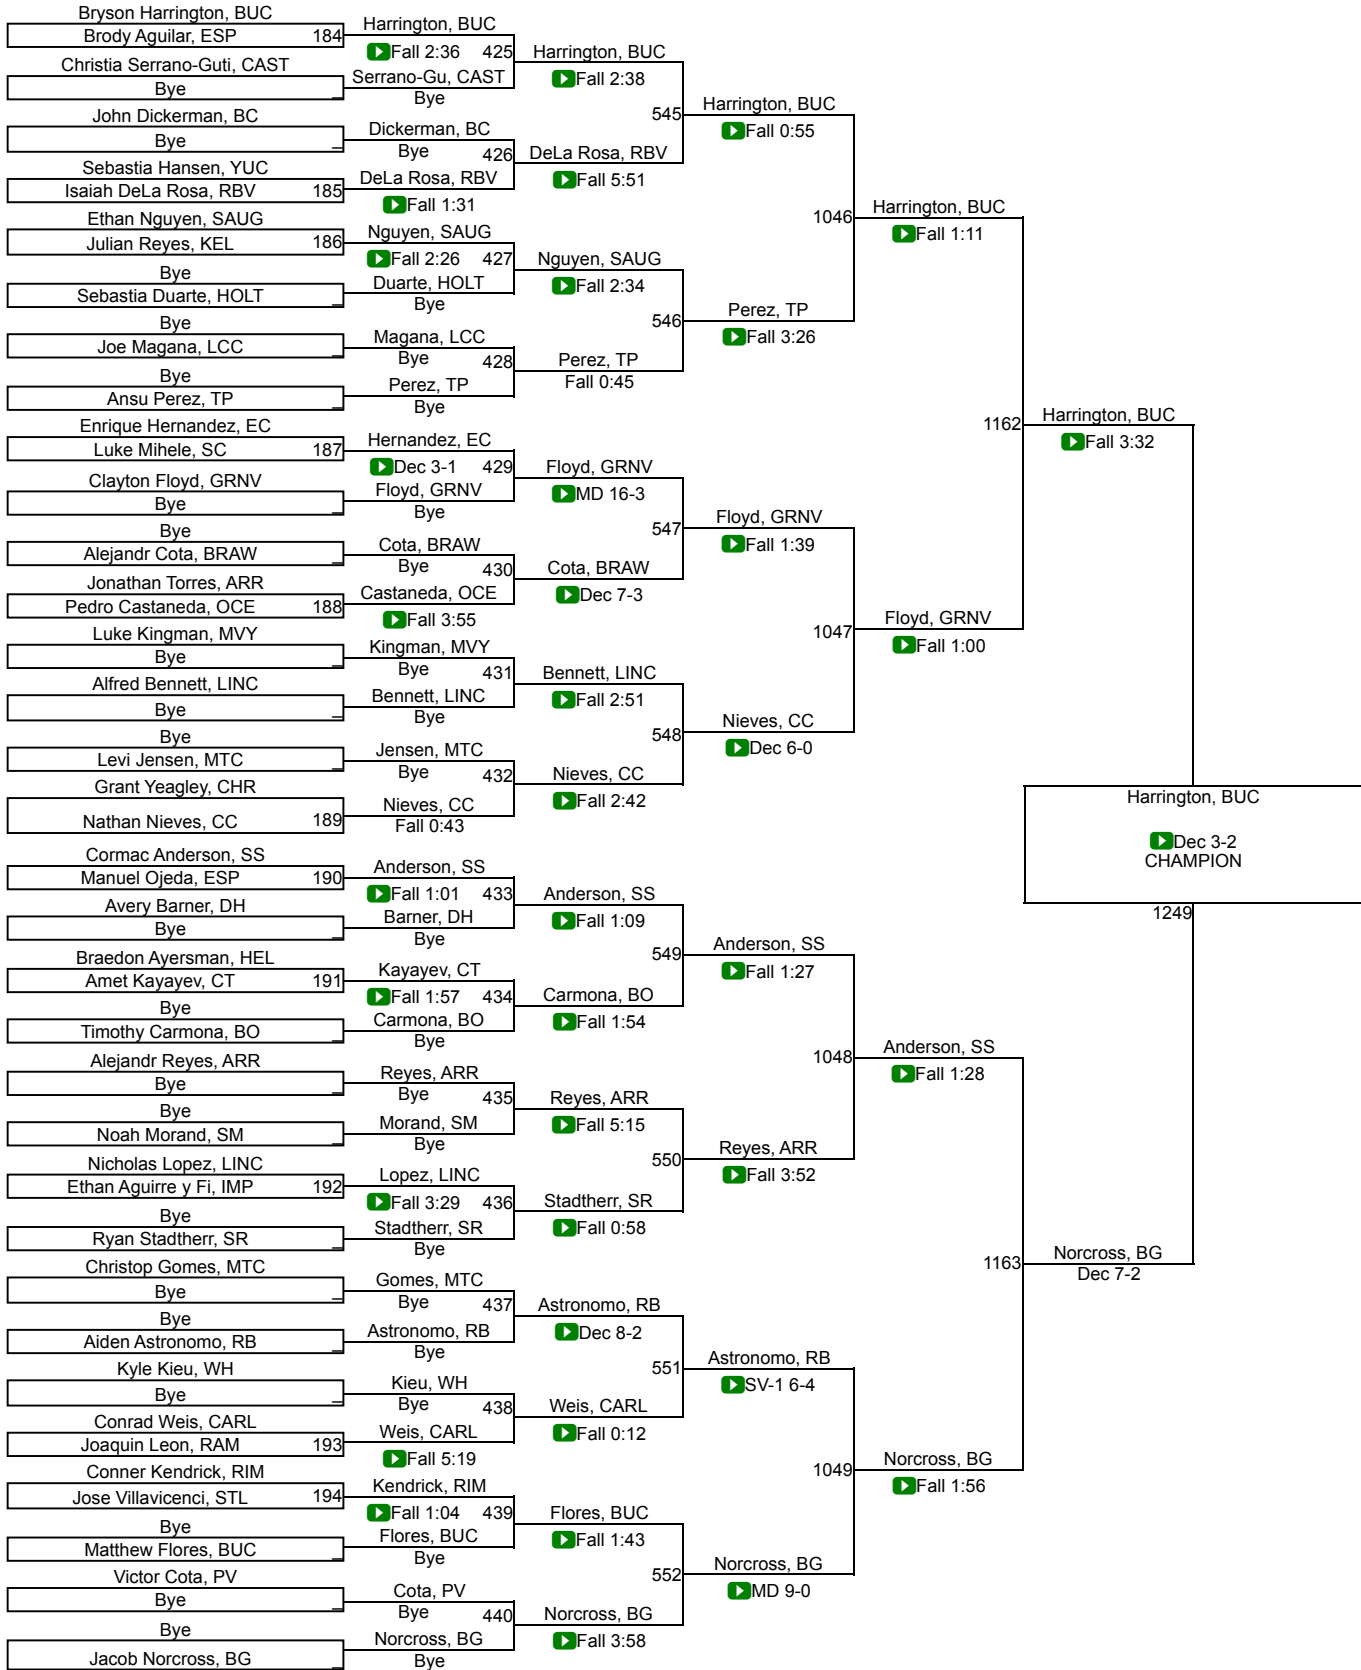 Bryson Harrington, BUC
Brody Aguilar, ESP 184
Christia Serrano-Guti, CAST
Bye _
John Dickerman, BC
Bye _
Sebastia Hansen, YUC
Isaiah DeLa Rosa, RBV 185
Ethan Nguyen, SAUG
Julian Reyes, KEL 186
Bye
Sebastia Duarte, HOLT _
Bye
Joe Magana, LCC _
Bye
Ansu Perez, TP _
Enrique Hernandez, EC
Luke Mihele, SC 187
Clayton Floyd, GRNV
Bye _
Bye
Alejandr Cota, BRAW _
Jonathan Torres, ARR
Pedro Castaneda, OCE 188
Luke Kingman, MVY
Bye _
Alfred Bennett, LINC
Bye _
Bye
Levi Jensen, MTC _
Grant Yeagley, CHR
Nathan Nieves, CC 189
Cormac Anderson, SS
Manuel Ojeda, ESP 190
Avery Barner, DH
Bye _
Braedon Ayersman, HEL
Amet Kayayev, CT 191
Bye
Timothy Carmona, BO _
Alejandr Reyes, ARR
Bye _
Bye
Noah Morand, SM _
Nicholas Lopez, LINC
Ethan Aguirre y Fi, IMP 192
Bye
Ryan Stadtherr, SR _
Christop Gomes, MTC
Bye _
Bye
Aiden Astronomo, RB _
Kyle Kieu, WH
Bye _
Conrad Weis, CARL
Joaquin Leon, RAM 193
Conner Kendrick, RIM
Jose Villavicenci, STL 194
Bye
Matthew Flores, BUC _
Victor Cota, PV
Bye _
Bye
Jacob Norcross, BG _
Harrington, BUC
Fall 2:36 425
Serrano-Gu, CAST
Bye
Dickerman, BC
Bye 426
DeLa Rosa, RBV
Fall 1:31
Nguyen, SAUG
Fall 2:26 427
Duarte, HOLT
Bye
Magana, LCC
Bye 428
Perez, TP
Bye
Hernandez, EC
Dec 3-1 429
Floyd, GRNV
Bye
Cota, BRAW
Bye 430
Castaneda, OCE
Fall 3:55
Kingman, MVY
Bye 431
Bennett, LINC
Bye
Jensen, MTC
Bye 432
Nieves, CC
Fall 0:43
Anderson, SS
Fall 1:01 433
Barner, DH
Bye
Kayayev, CT
Fall 1:57 434
Carmona, BO
Bye
Reyes, ARR
Bye 435
Morand, SM
Bye
Lopez, LINC
Fall 3:29 436
Stadtherr, SR
Bye
Gomes, MTC
Bye 437
Astronomo, RB
Bye
Kieu, WH
Bye 438
Weis, CARL
Fall 5:19
Kendrick, RIM
Fall 1:04 439
Flores, BUC
Bye
Cota, PV
Bye 440
Norcross, BG
Bye
Harrington, BUC
Fall 2:38
545
DeLa Rosa, RBV
Fall 5:51
Nguyen, SAUG
Fall 2:34
546
Perez, TP
Fall 0:45
Floyd, GRNV
MD 16-3
547
Cota, BRAW
Dec 7-3
Bennett, LINC
Fall 2:51
548
Nieves, CC
Fall 2:42
Anderson, SS
Fall 1:09
549
Carmona, BO
Fall 1:54
Reyes, ARR
Fall 5:15
550
Stadtherr, SR
Fall 0:58
Astronomo, RB
Dec 8-2
551
Weis, CARL
Fall 0:12
Flores, BUC
Fall 1:43
552
Norcross, BG
Fall 3:58
Harrington, BUC
Fall 0:55
1046
Perez, TP
Fall 3:26
Floyd, GRNV
Fall 1:39
1047
Nieves, CC
Dec 6-0
Anderson, SS
Fall 1:27
1048
Reyes, ARR
Fall 3:52
Astronomo, RB
SV-1 6-4
1049
Norcross, BG
MD 9-0
Harrington, BUC
Fall 1:11
1162
Floyd, GRNV
Fall 1:00
Anderson, SS
Fall 1:28
1163
Norcross, BG
Fall 1:56
Harrington, BUC
Fall 3:32
Norcross, BG
Dec 7-2
Harrington, BUC
Dec 3-2
CHAMPION
1249